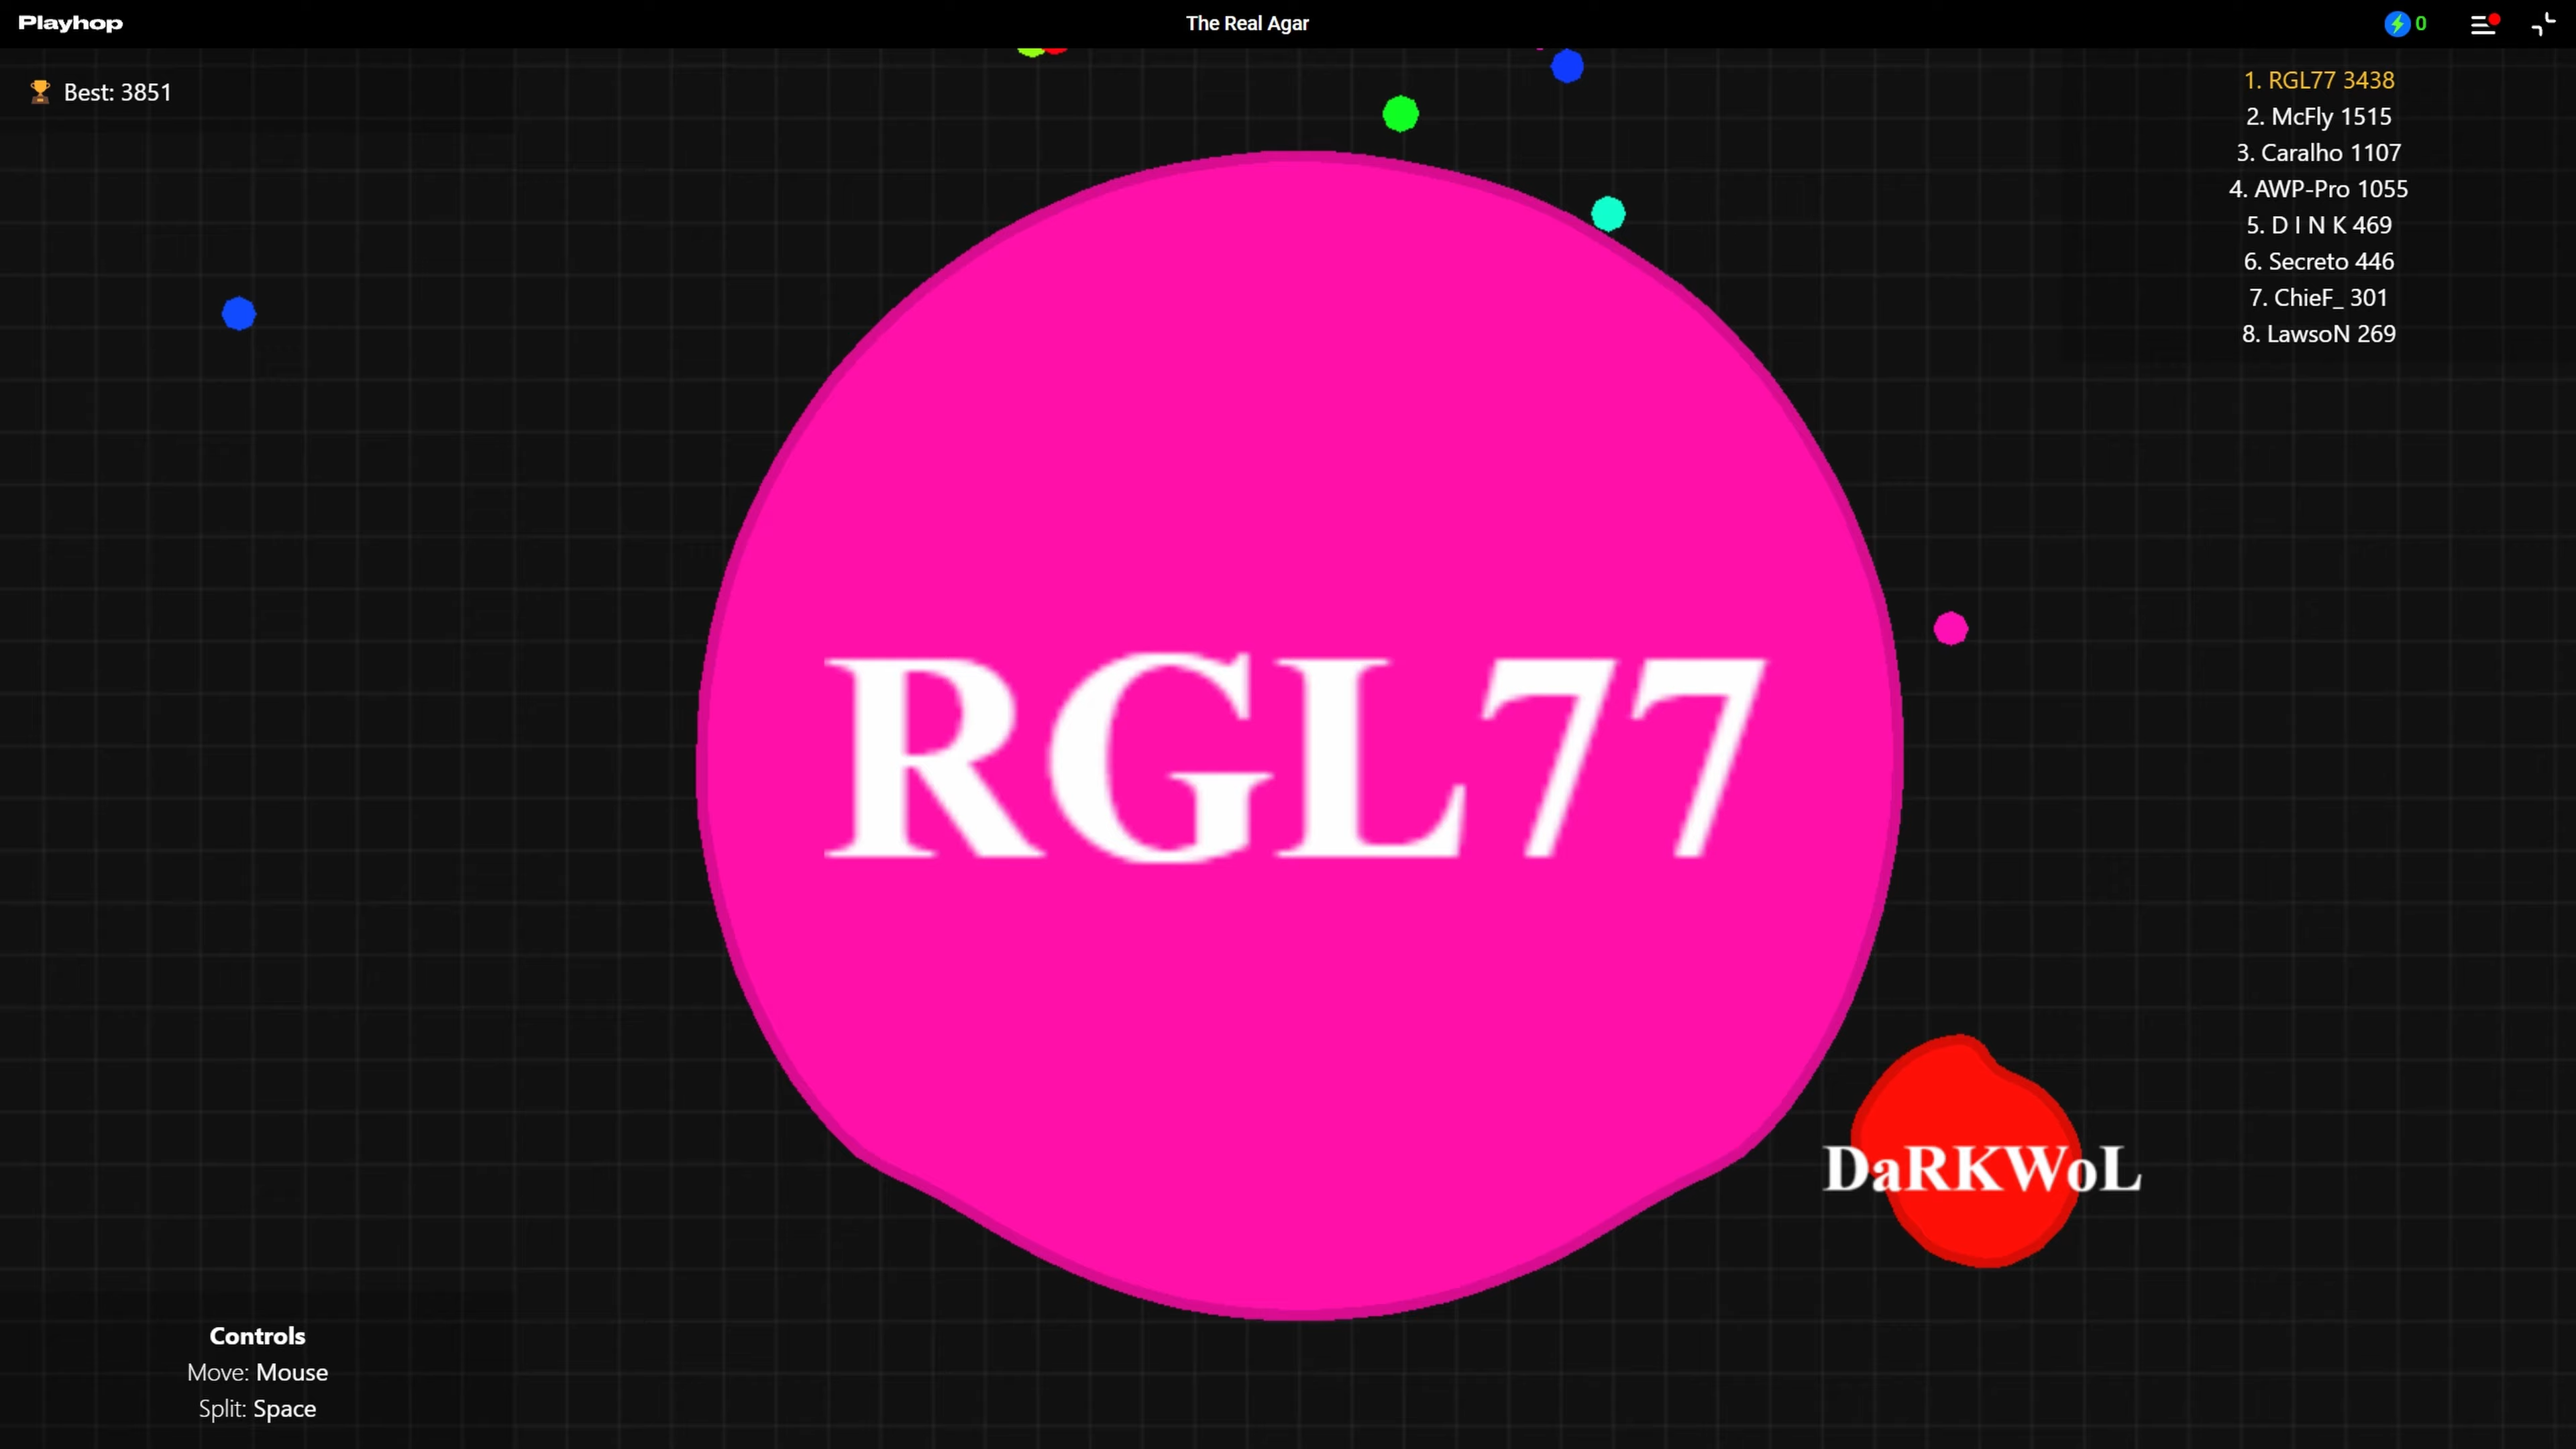 Playhop
The Real Agar
0
Best: 3851
1. RGL77 3438
2. McFly 1515
3. Caralho 1107
4. AWP-Pro 1055
5. D I N K 469
6. Secreto 446
7. ChieF_ 301
8. LawsoN 269
RGL77
DaRKWoL
Controls
Move: Mouse
Split: Space